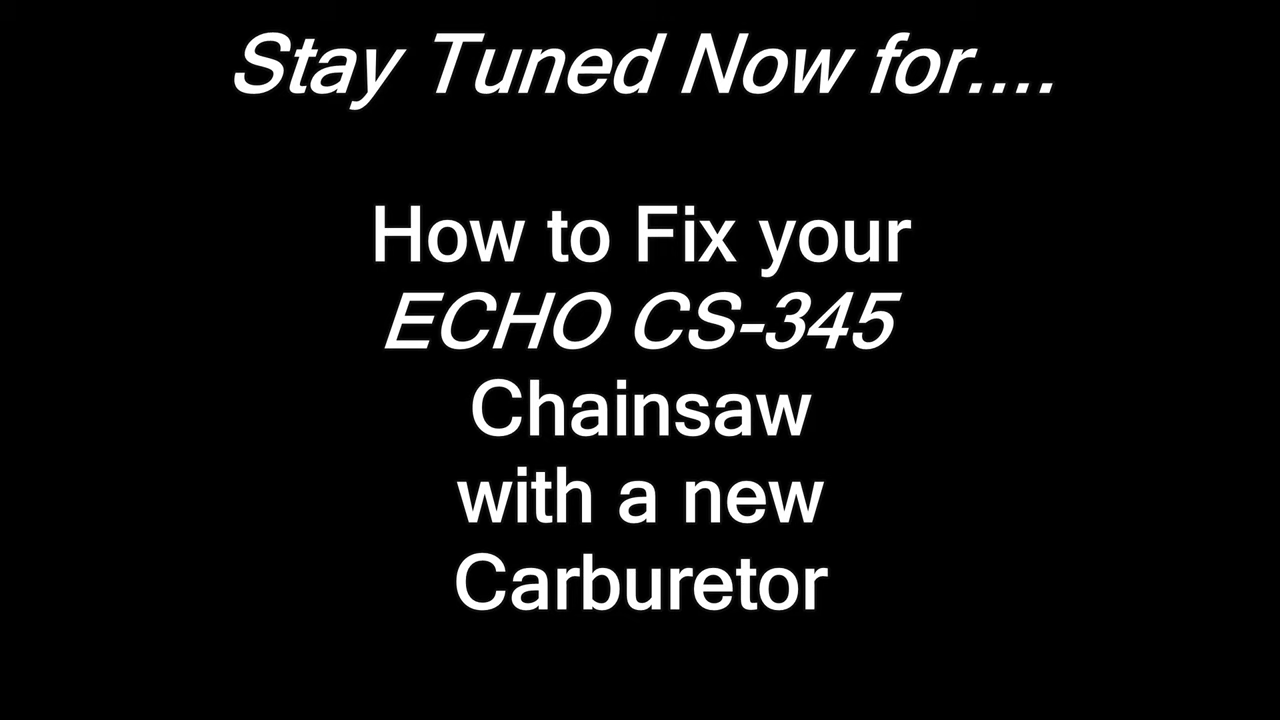 Stay Tuned Now for....
How to Fix your
ECHO CS-345
Chainsaw
with a new
Carburetor